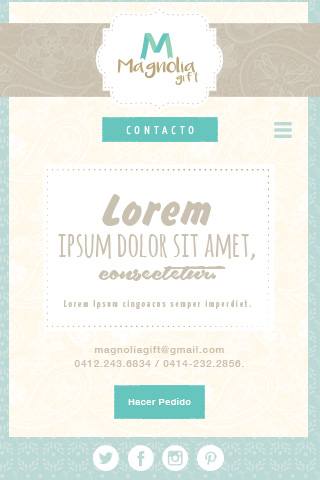 M
Magnolia
gift
CONTACTO
Lorem
IPSUM DOLOR SIT AMET,
consectetur.
Lorem Ipsum cingoacus semper imperdiet.
magnoliagift@gmail.com
0412.243.6834 / 0414-232.2856.
Hacer Pedido